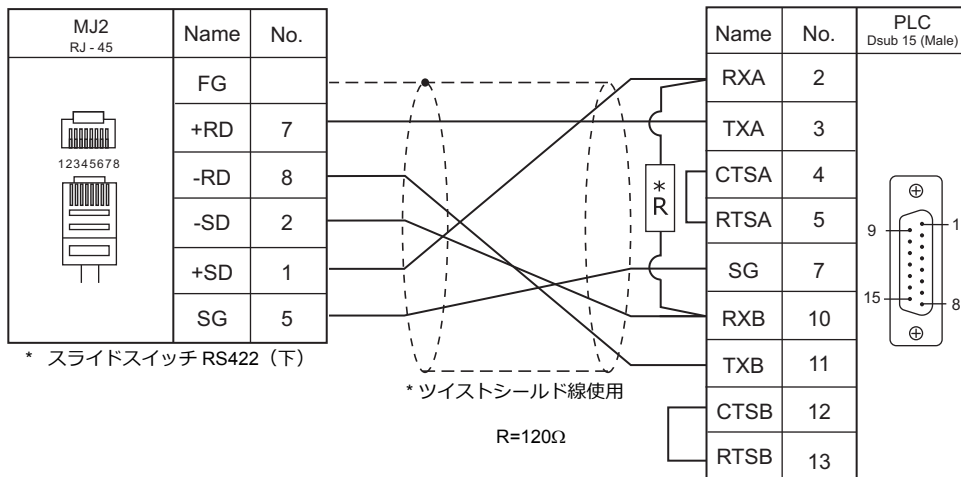 MJ2
RJ - 45
Name No.
FG
+RD 7
-RD 8
-SD 2
+SD 1
SG 5
12345678
* スライドスイッチ RS422（下）
* ツイストシールド線使用
R=120Ω
*
R
Name No.
PLC
Dsub 15 (Male)
RXA 2
TXA 3
CTSA 4
RTSA 5
SG 7
RXB 10
TXB 11
CTSB 12
RTSB 13
9 1
15 8